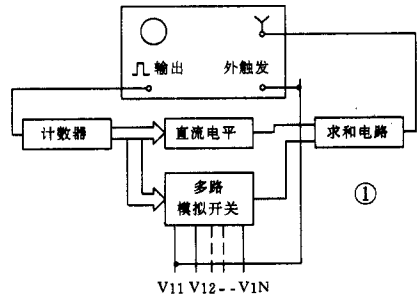 输出
外触发
计数器
直流电平
求和电路
多路
模拟开关
①
V11 V12--V1N